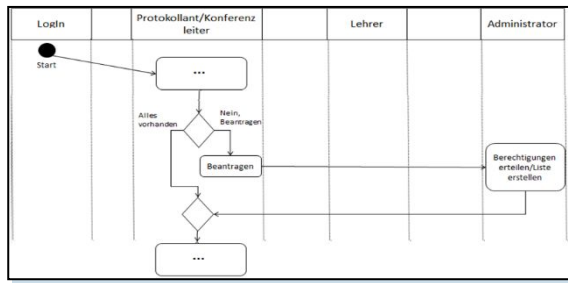 LogIn
Protokollant/Konferenz
leiter
Lehrer
Administrator
Start
...
Alles
vorhanden
Nein,
Beantragen
Beantragen
Berechtigungen
erteilen/Liste
erstellen
...